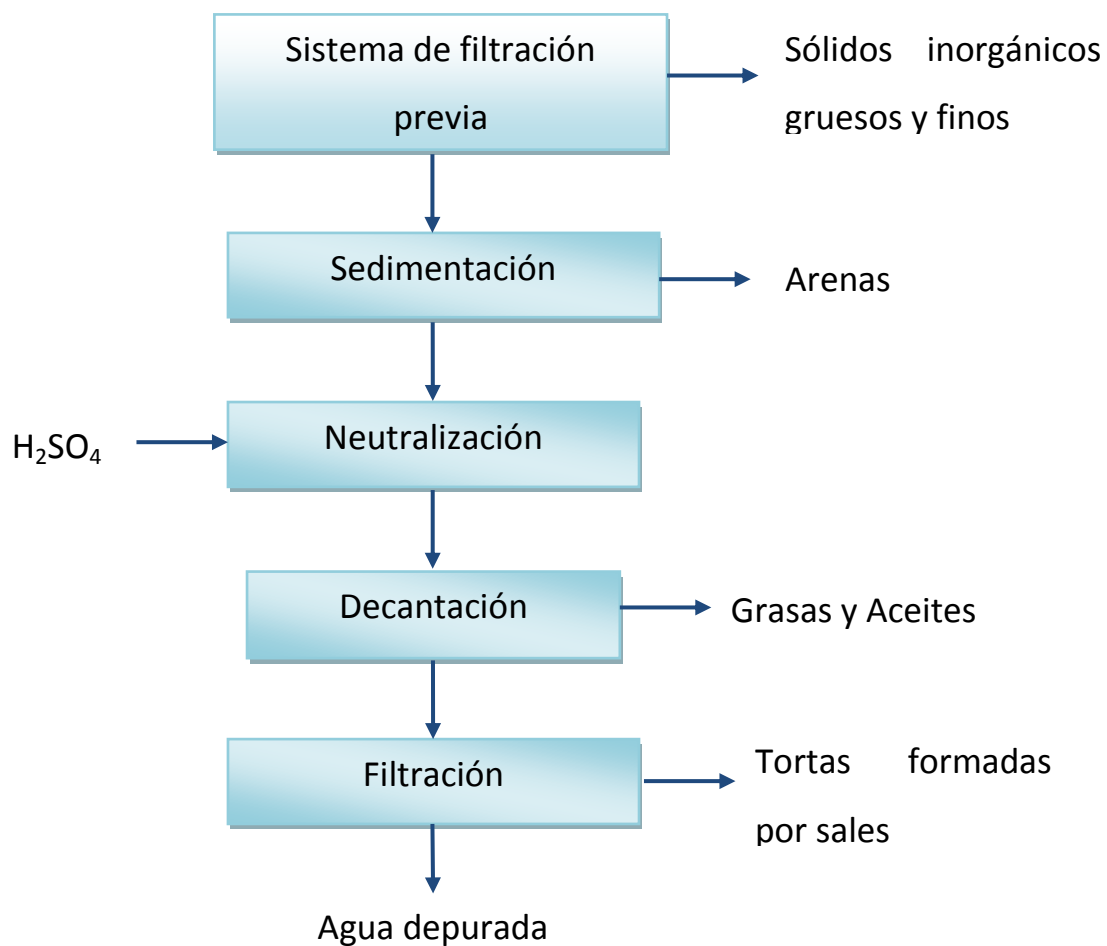 Sistema de filtración
previa
Sólidos inorgánicos
gruesos y finos
Sedimentación
Arenas
Neutralización
H₂SO₄
Decantación
Grasas y Aceites
Filtración
Tortas formadas
por sales
Agua depurada